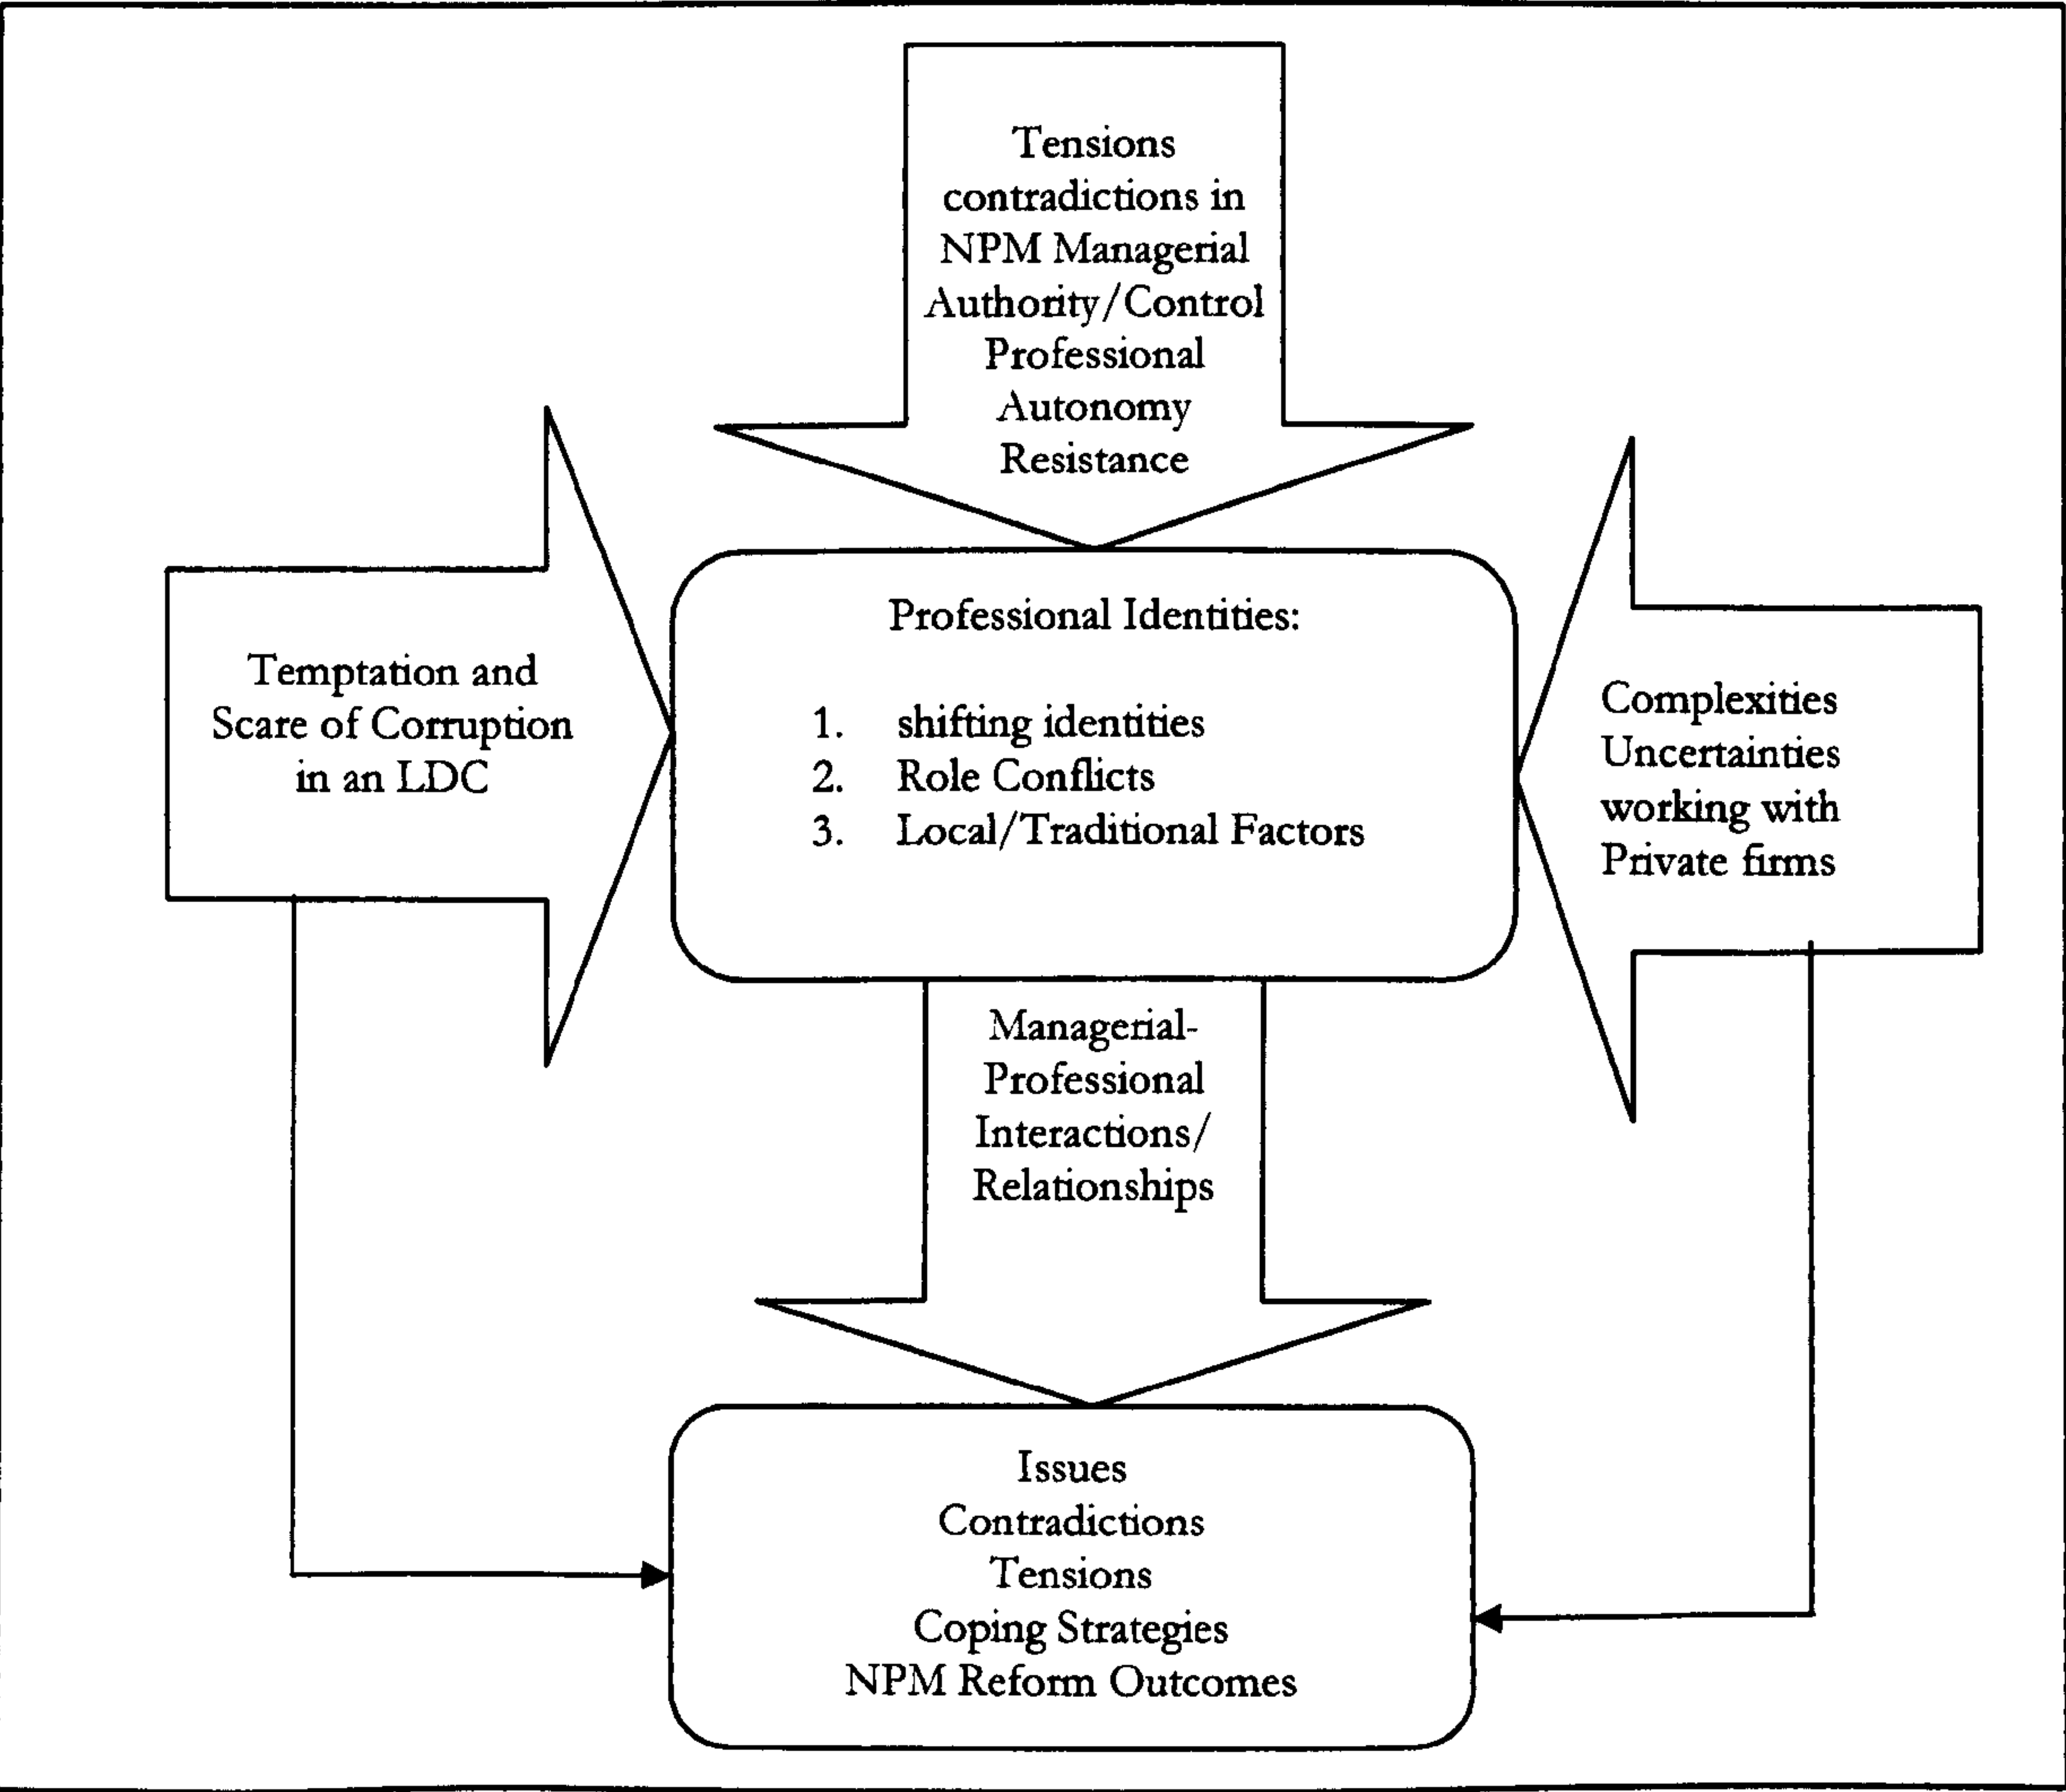 Tensions
contradictions in
NPM Managerial
Authority/Control
Professional
Autonomy
Resistance
Temptation and
Scare of Corruption
in an LDC
Professional Identities:
1. shifting identities
2. Role Conflicts
3. Local/Traditional Factors
Complexities
Uncertainties
working with
Private firms
Managerial-
Professional
Interactions/
Relationships
Issues
Contradictions
Tensions
Coping Strategies
NPM Reform Outcomes